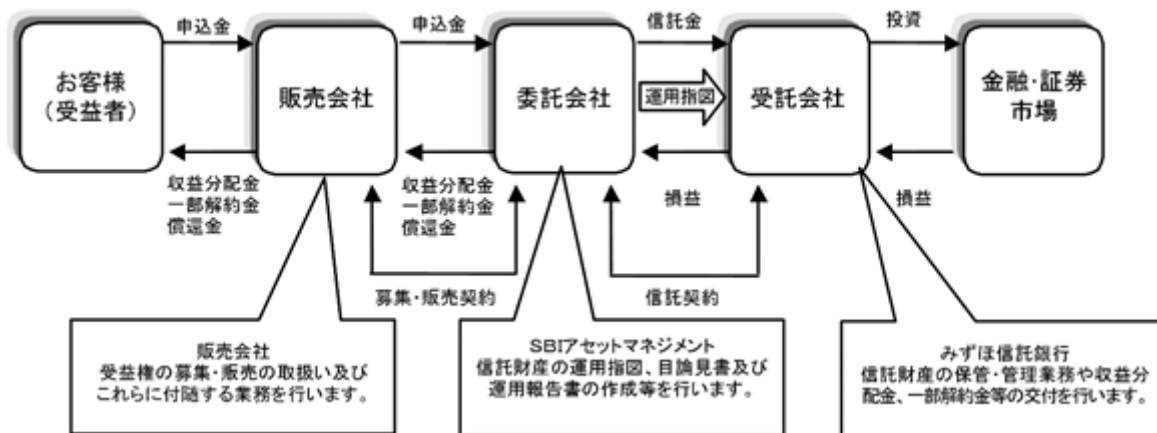 申込金
申込金
信託金
投資
お客様
（受益者）
販売会社
委託会社
運用指図
受託会社
金融・証券
市場
収益分配金
一部解約金
償還金
収益分配金
一部解約金
償還金
損益
損益
募集・販売契約
信託契約
販売会社
受益権の募集・販売の取扱い及び
これらに付随する業務を行います。
SBIアセットマネジメント
信託財産の運用指図、目論見書及び
運用報告書の作成等を行います。
みずほ信託銀行
信託財産の保管・管理業務や収益分
配金、一部解約金等の交付を行います。